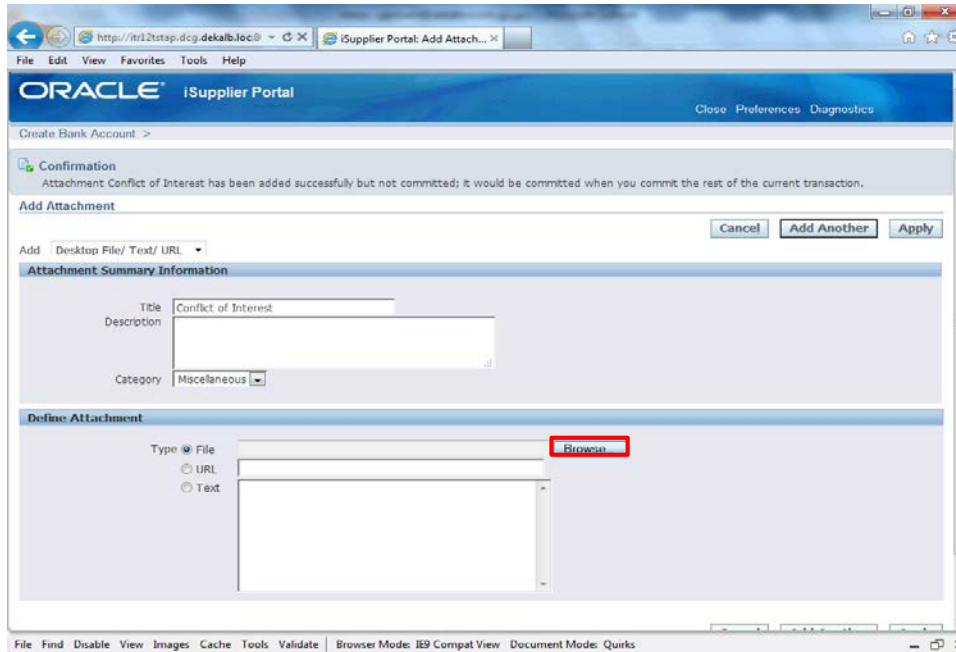 http://itr12tstap.dcg.dekalb.loc:8
iSupplier Portal: Add Attach...
File Edit View Favorites Tools Help
ORACLE iSupplier Portal
Close Preferences Diagnostics
Create Bank Account >
Confirmation
Attachment Conflict of Interest has been added successfully but not committed; it would be committed when you commit the rest of the current transaction.
Add Attachment
Cancel Add Another Apply
Add Desktop File/ Text/ URL
Attachment Summary Information
Title Conflict of Interest
Description
Category Miscellaneous
Define Attachment
Type File Browse...
URL
Text
File Find Disable View Images Cache Tools Validate Browser Mode: IE9 Compat View Document Mode: Quirks